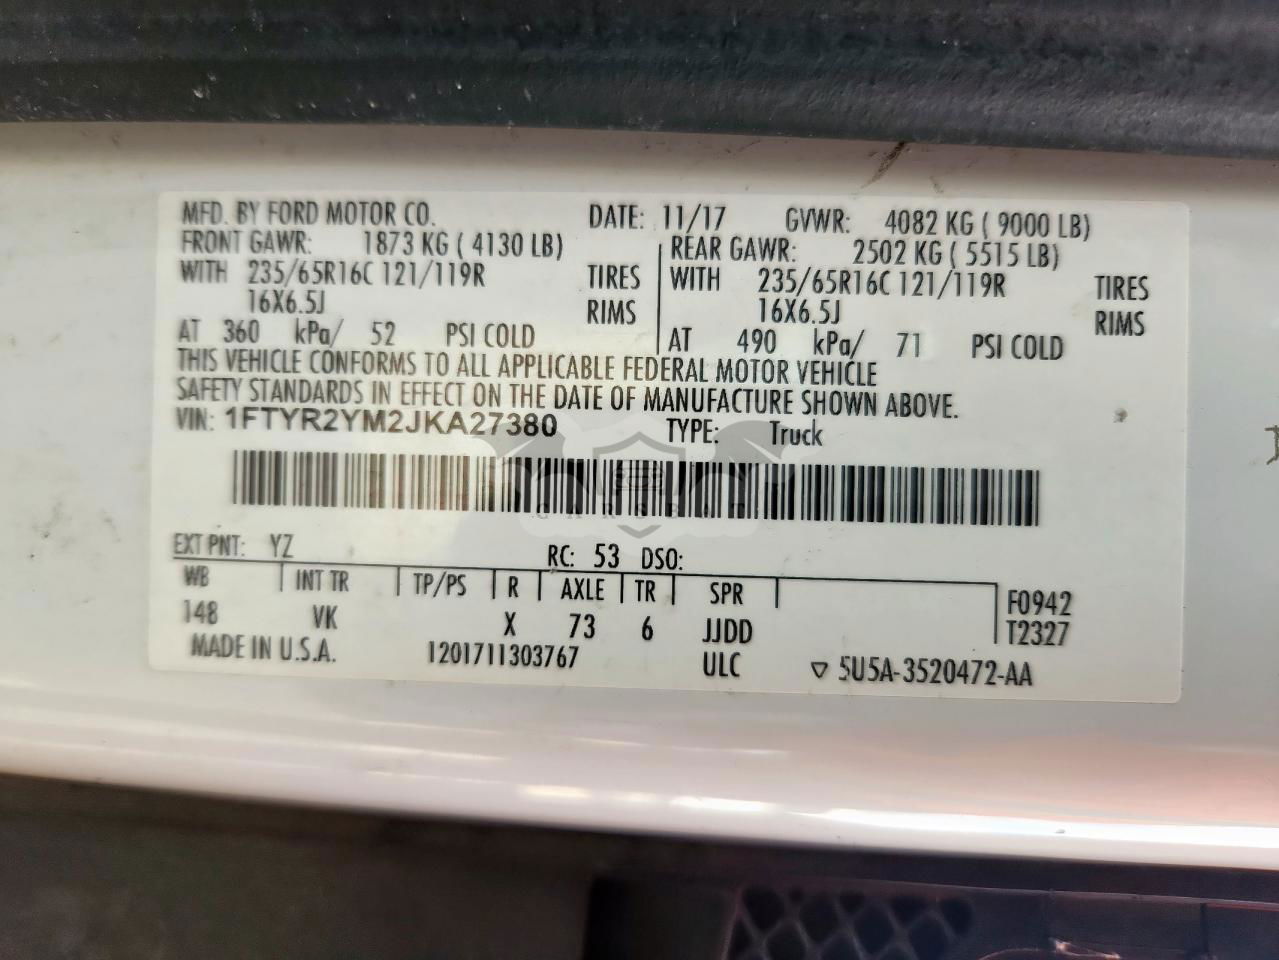 MFD. BY FORD MOTOR CO. DATE: 11/17 GVWR: 4082 KG ( 9000 LB)
FRONT GAWR: 1873 KG ( 4130 LB) REAR GAWR: 2502 KG ( 5515 LB)
WITH 235/65R16C 121/119R TIRES WITH 235/65R16C 121/119R TIRES
16X6.5J RIMS 16X6.5J RIMS
AT 360 kPa/ 52 PSI COLD AT 490 kPa/ 71 PSI COLD
THIS VEHICLE CONFORMS TO ALL APPLICABLE FEDERAL MOTOR VEHICLE
SAFETY STANDARDS IN EFFECT ON THE DATE OF MANUFACTURE SHOWN ABOVE.
VIN: 1FTYR2YM2JKA27380 TYPE: Truck
CARSBAT
EXT PNT: YZ RC: 53 DSO:
WB INT TR TP/PS R AXLE TR SPR F0942
148 VK X 73 6 JJDD T2327
MADE IN U.S.A. 1201711303767 ULC ▽ 5U5A-3520472-AA